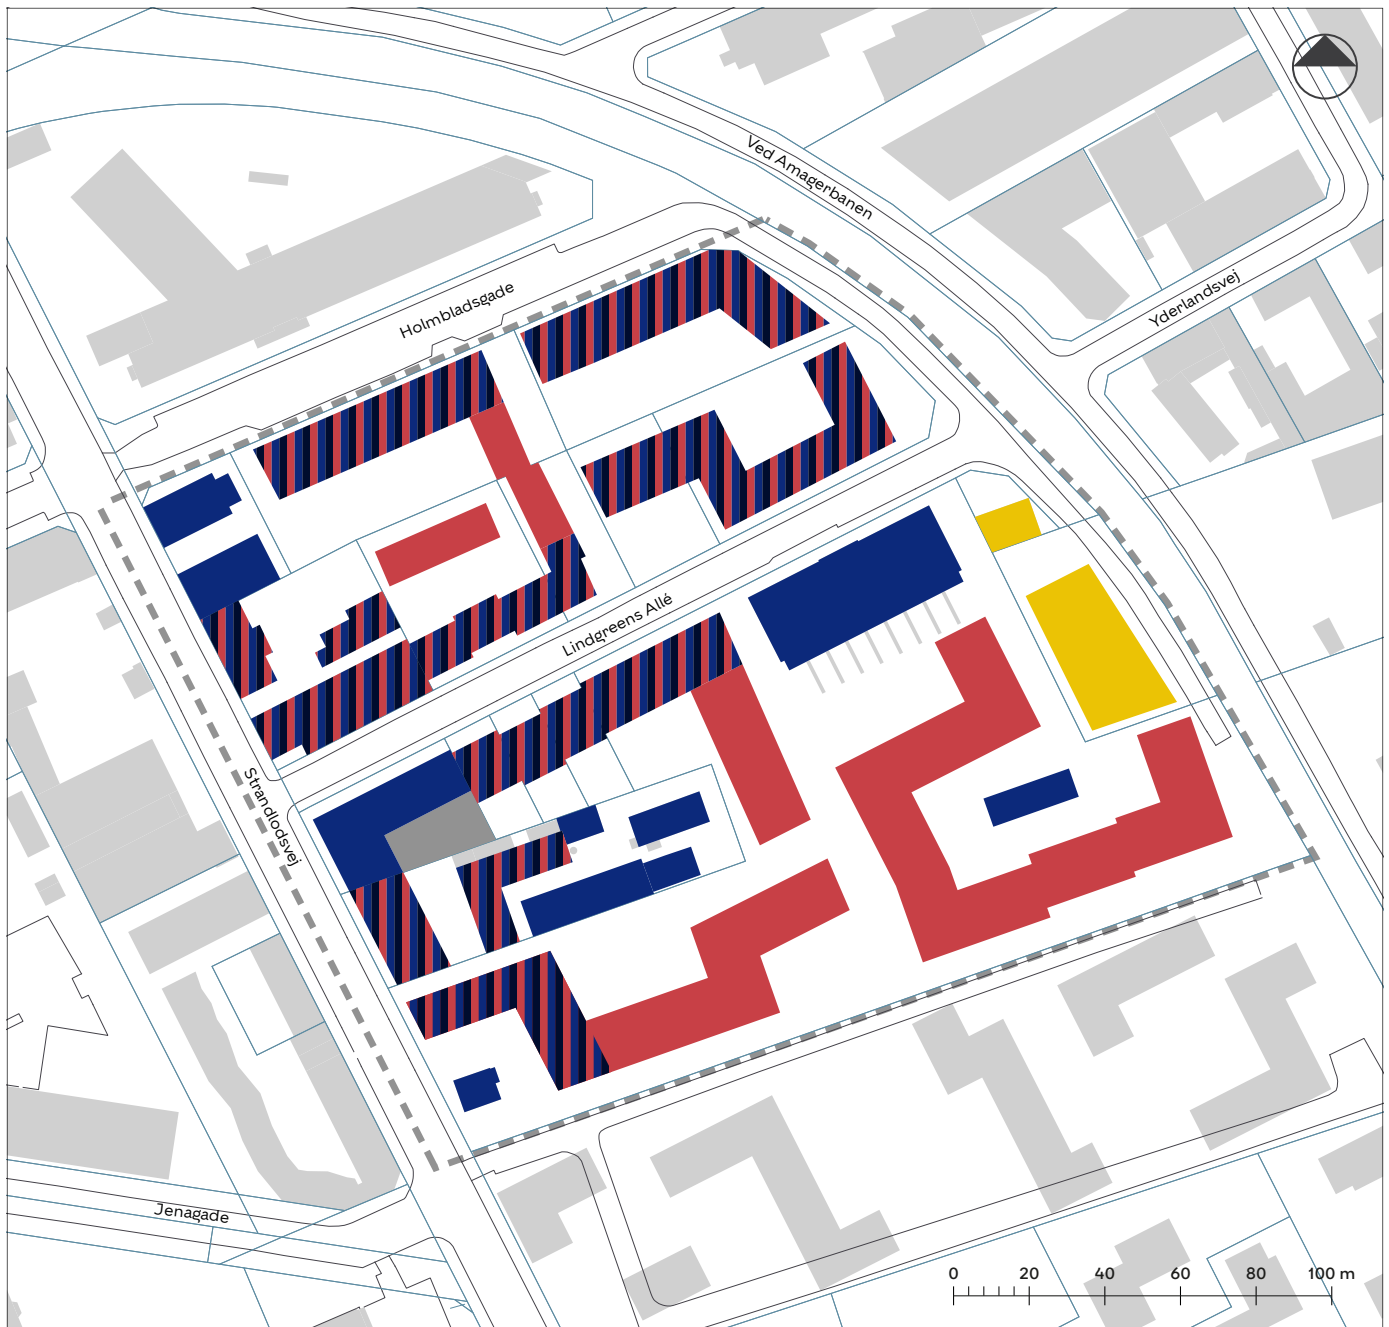 Ved Amagerbanen
Yderlandsvej
Holmbladsgade
Lindgreens Allé
Strandlodsvej
Jenagade
0 20 40 60 80 100 m